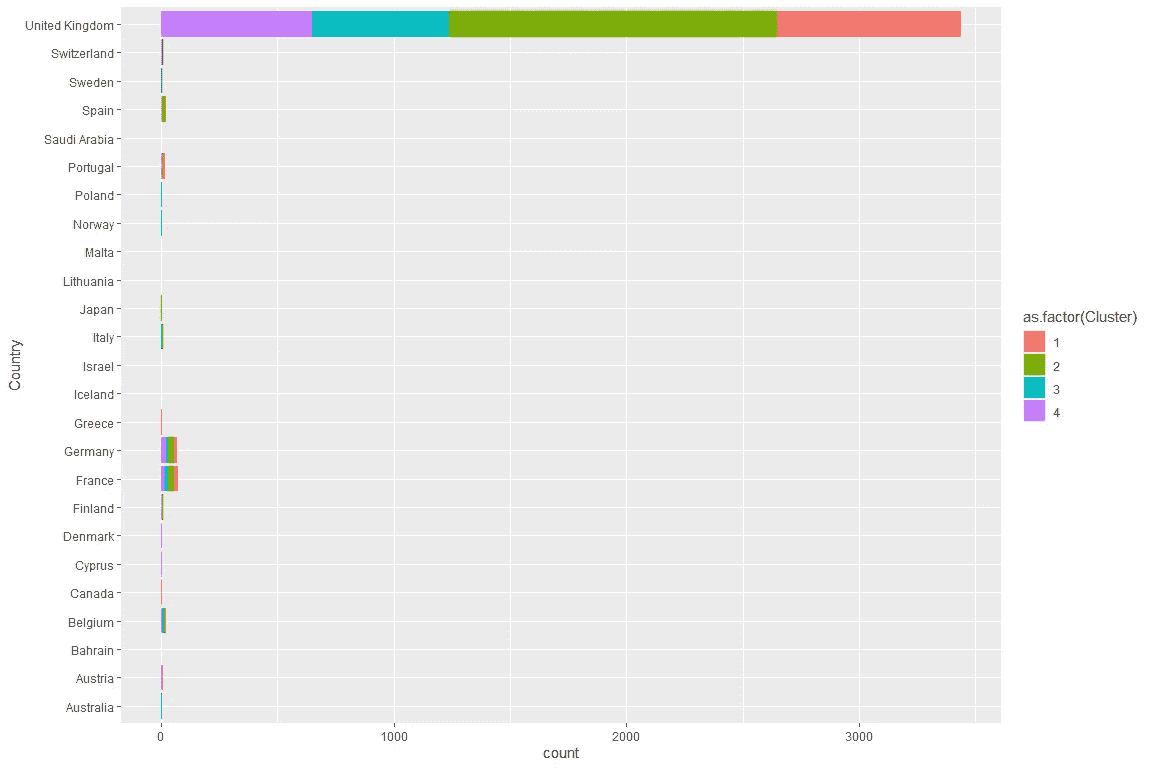 United Kingdom
Switzerland
Sweden
Spain
Saudi Arabia
Portugal
Poland
Norway
Malta
Lithuania
Japan
Italy
Israel
Iceland
Greece
Germany
France
Finland
Denmark
Cyprus
Canada
Belgium
Bahrain
Austria
Australia
Country
0 1000 2000 3000
count
as.factor(Cluster)
1
2
3
4